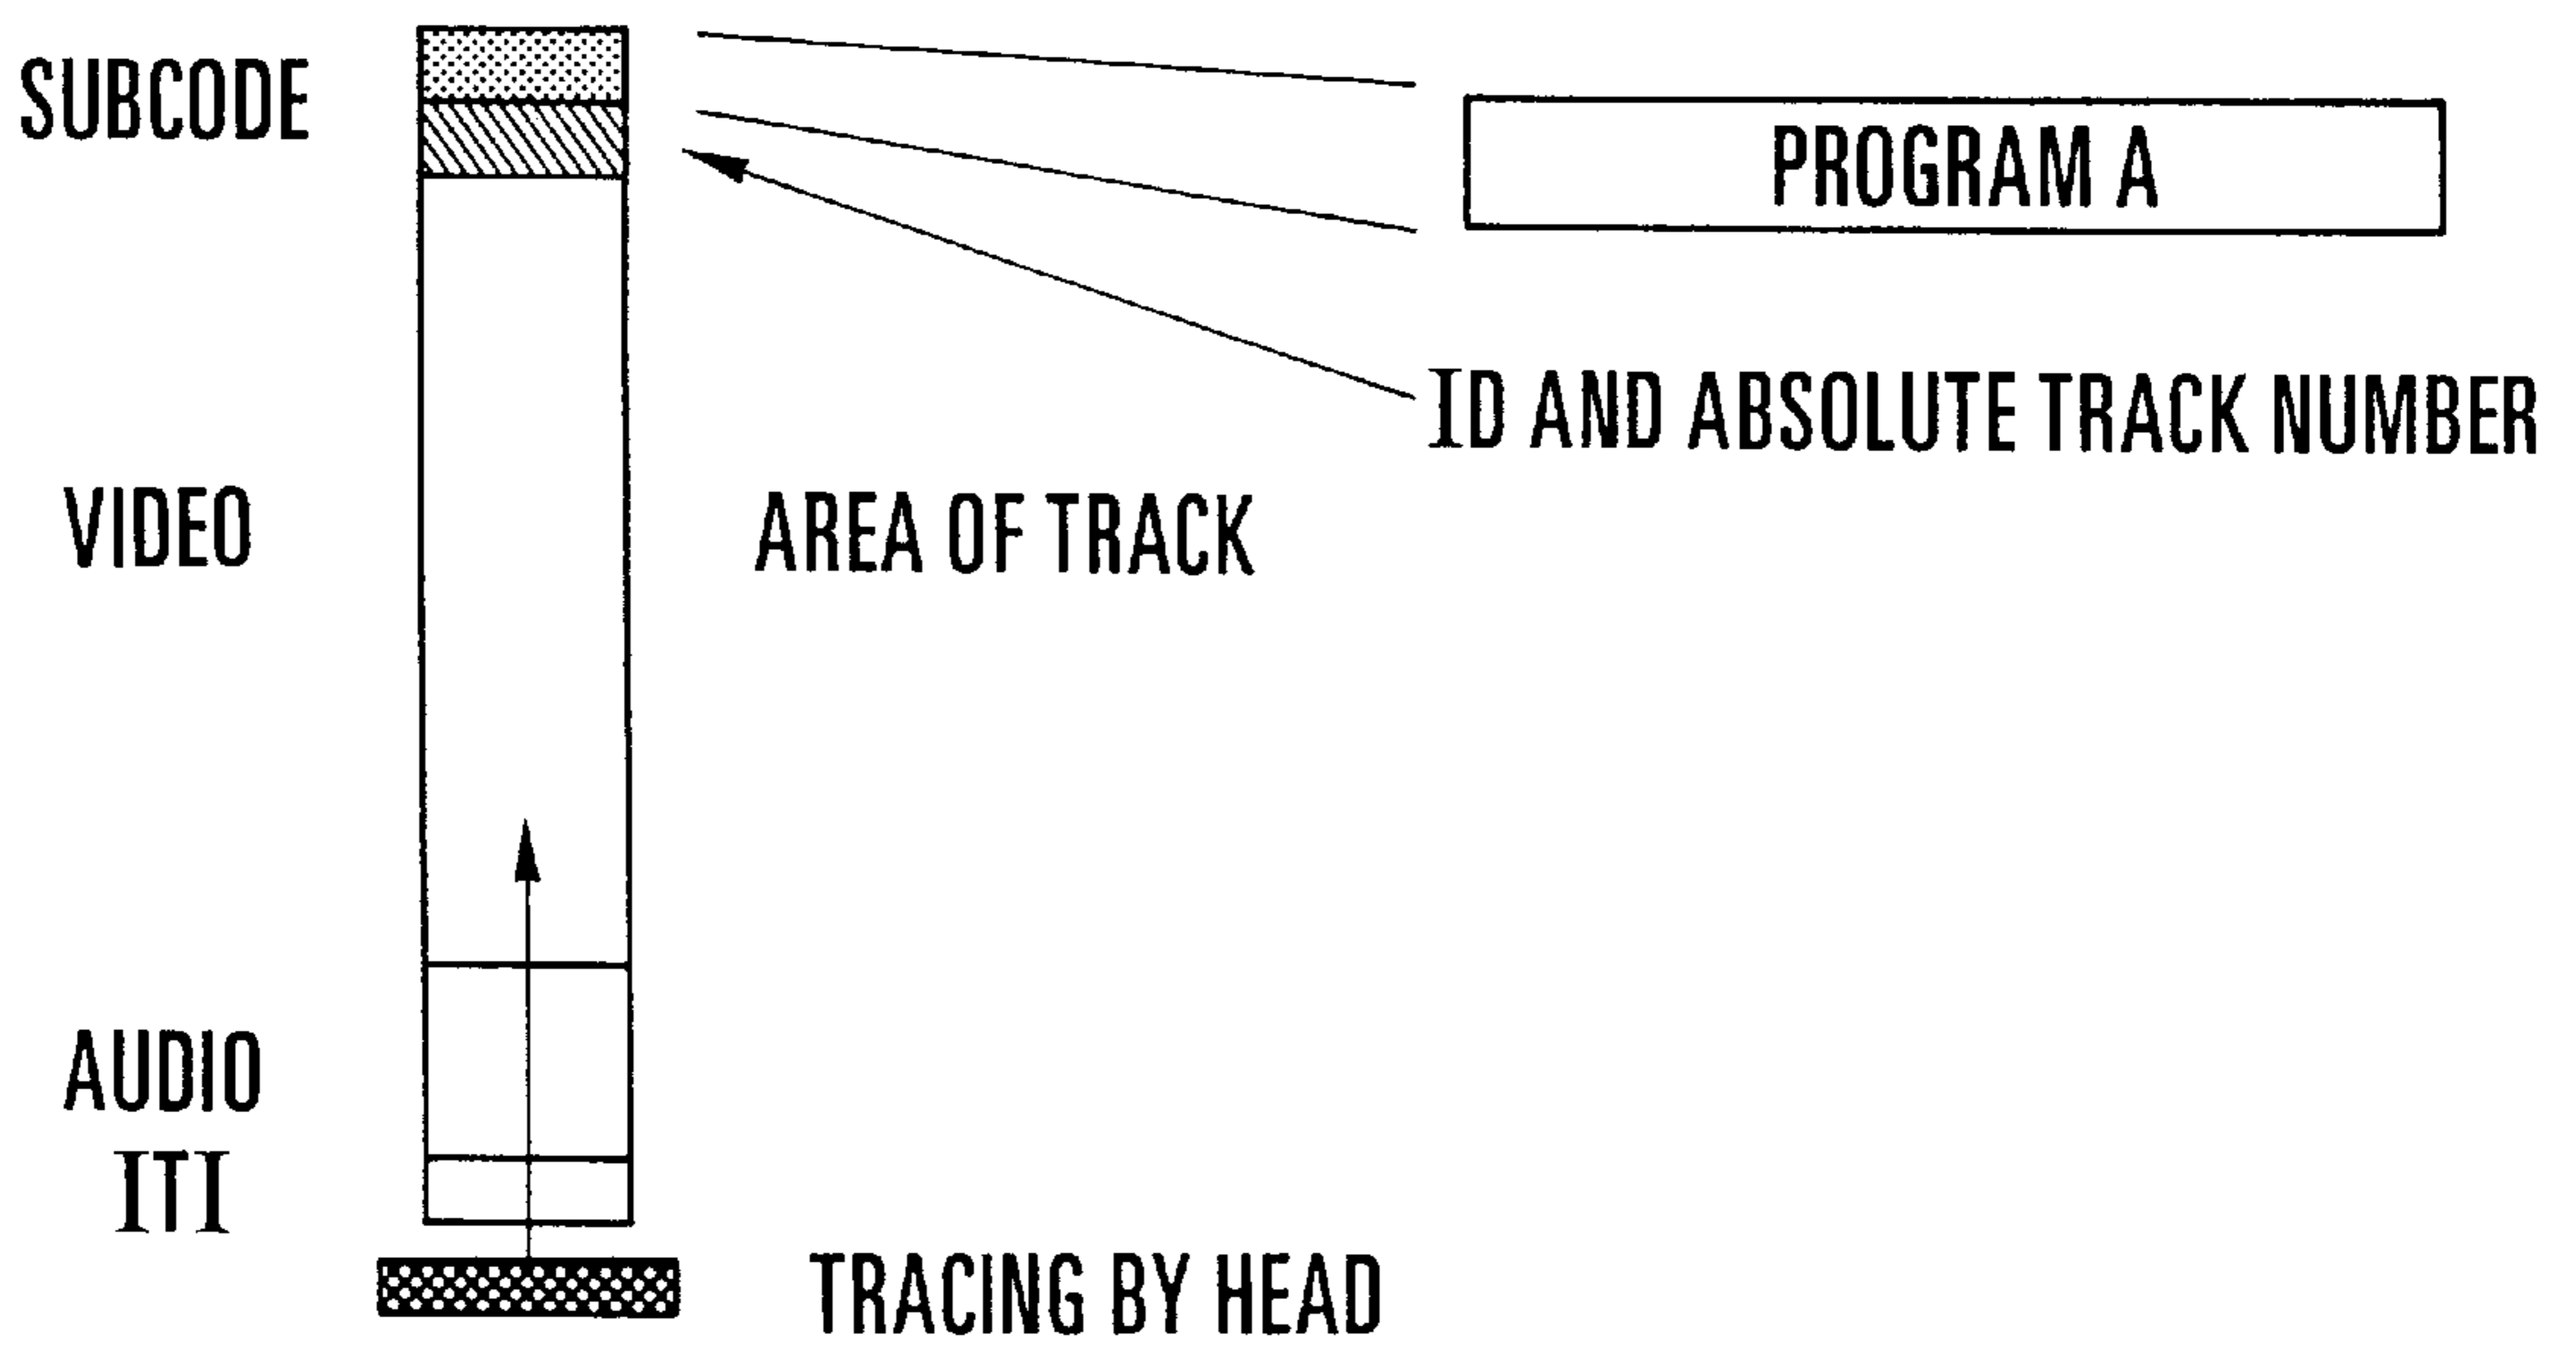 SUBCODE
PROGRAM A
ID AND ABSOLUTE TRACK NUMBER
VIDEO
AREA OF TRACK
AUDIO
ITI
TRACING BY HEAD